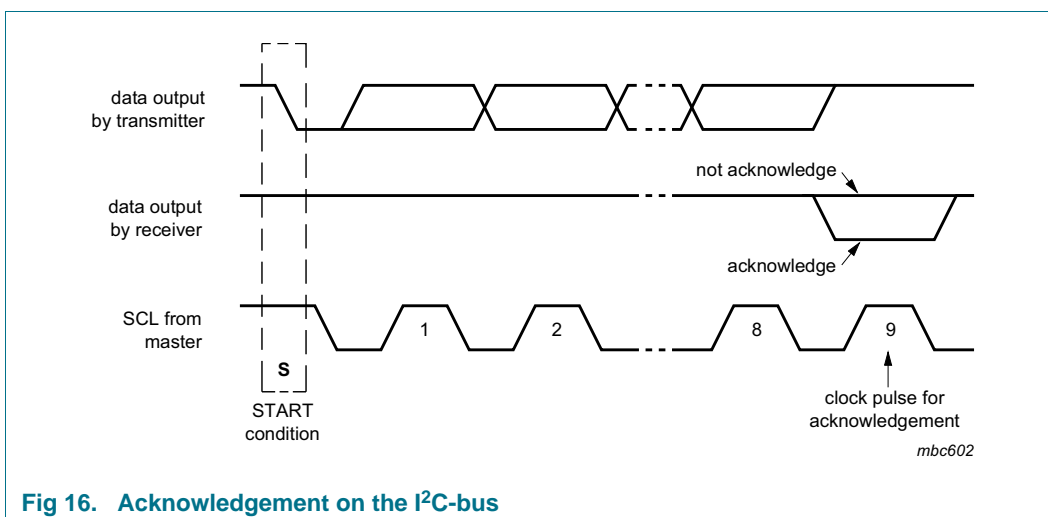 data output
by transmitter
not acknowledge
data output
by receiver
acknowledge
SCL from
master
1
2
8
9
S
START
condition
clock pulse for
acknowledgement
mbc602
Fig 16. Acknowledgement on the I²C-bus